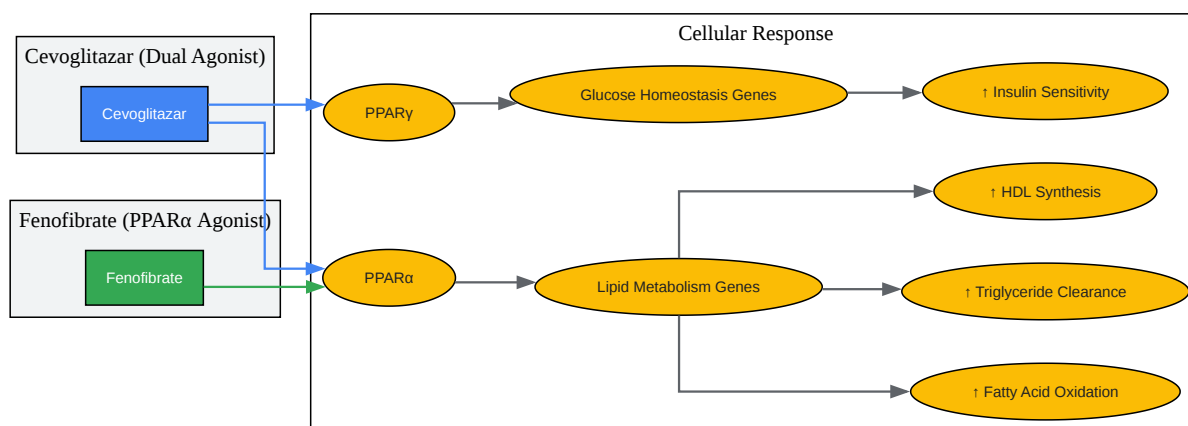 Cellular Response
Cevoglitazar (Dual Agonist)
Cevoglitazar
PPARγ
Glucose Homeostasis Genes
↑ Insulin Sensitivity
↑ HDL Synthesis
Fenofibrate (PPARα Agonist)
Fenofibrate
PPARα
Lipid Metabolism Genes
↑ Triglyceride Clearance
↑ Fatty Acid Oxidation